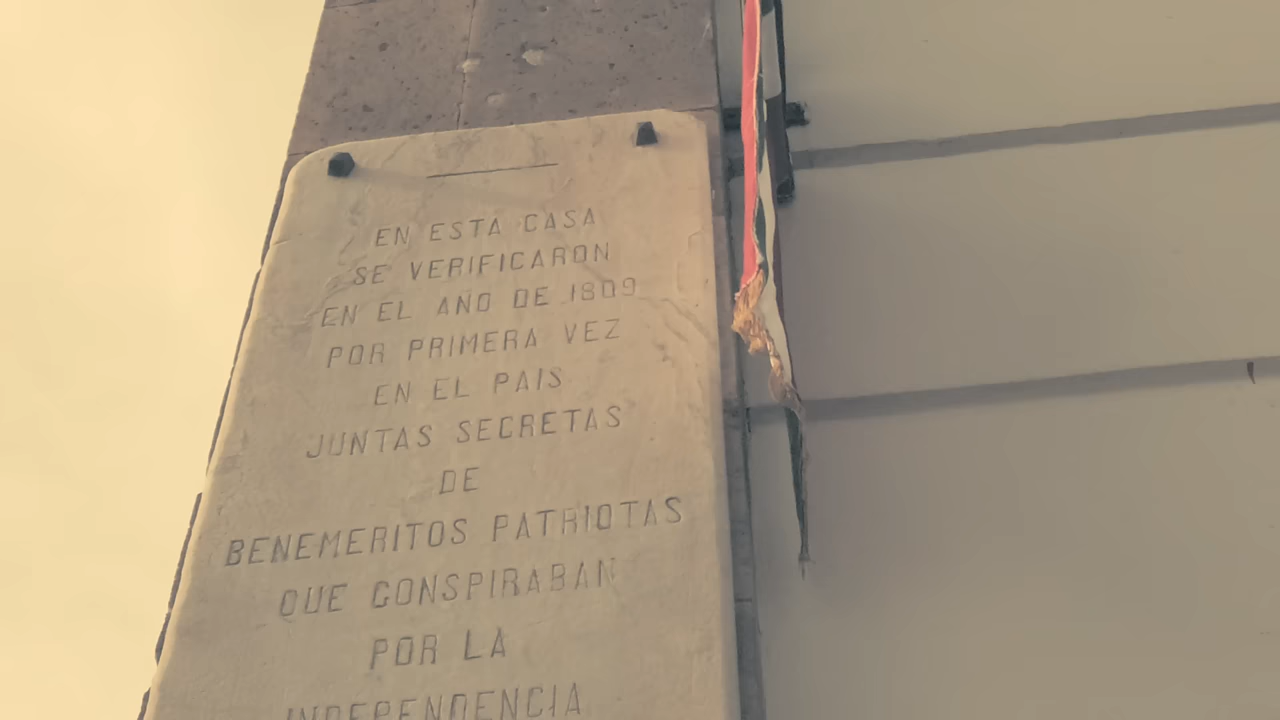 EN ESTA CASA
SE VERIFICARON
EN EL AÑO DE 1809
POR PRIMERA VEZ
EN EL PAIS
JUNTAS SECRETAS
DE
BENEMERITOS PATRIOTAS
QUE CONSPIRABAN
POR LA
INDEPENDENCIA